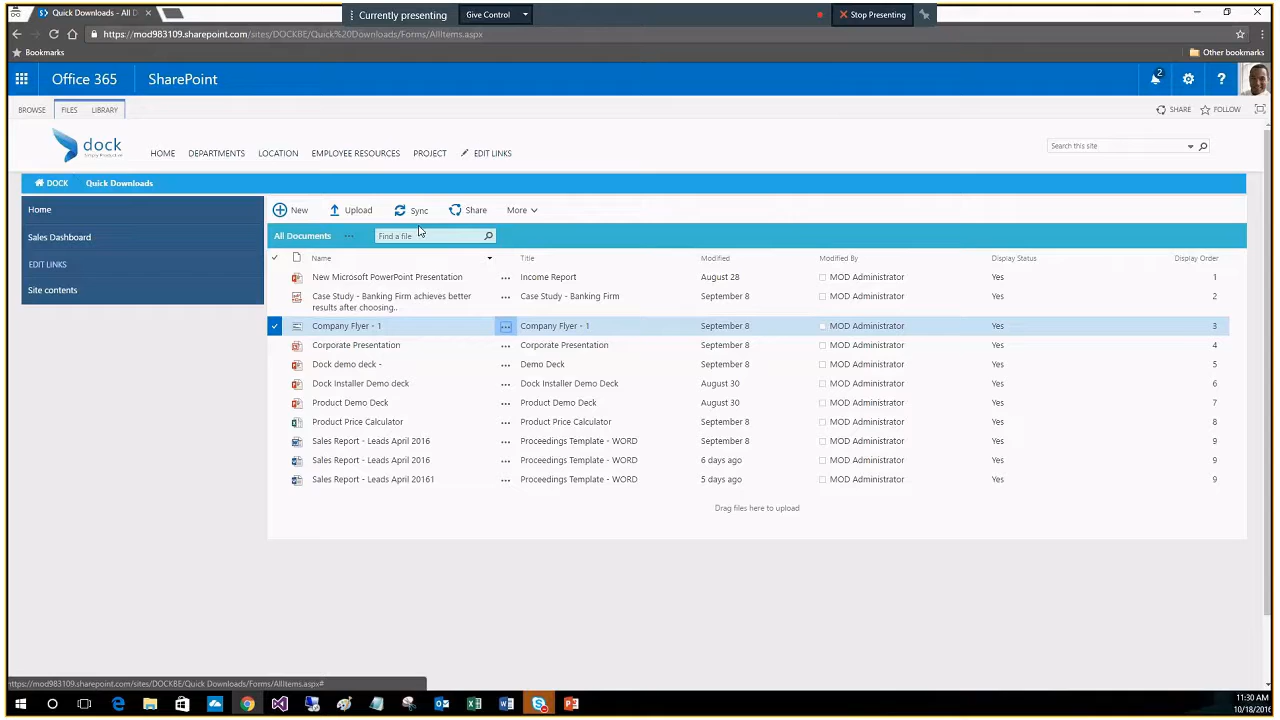 Quick Downloads - All D
Currently presenting
Give Control
Stop Presenting
https://mod983109.sharepoint.com/sites/DOCKBE/Quick%20Downloads/Forms/AllItems.aspx
Bookmarks
Other bookmarks
Office 365
SharePoint
2
?
BROWSE
FILES
LIBRARY
SHARE
FOLLOW
dock
HOME
DEPARTMENTS
LOCATION
EMPLOYEE RESOURCES
PROJECT
EDIT LINKS
Search this site
DOCK
Quick Downloads
Home
Sales Dashboard
EDIT LINKS
Site contents
New
Upload
Sync
Share
More
All Documents
...
Find a file
Name Title Modified Modified By Display Status Display Order
New Microsoft PowerPoint Presentation ... Income Report August 28 MOD Administrator Yes 1
Case Study - Banking Firm achieves better ... Case Study - Banking Firm September 8 MOD Administrator Yes 2
results after choosing..
Company Flyer - 1 ... Company Flyer - 1 September 8 MOD Administrator Yes 3
Corporate Presentation ... Corporate Presentation September 8 MOD Administrator Yes 4
Dock demo deck - ... Demo Deck September 8 MOD Administrator Yes 5
Dock Installer Demo deck ... Dock Installer Demo deck August 30 MOD Administrator Yes 6
Product Demo Deck ... Product Demo Deck August 30 MOD Administrator Yes 7
Product Price Calculator ... Product Price Calculator September 8 MOD Administrator Yes 8
Sales Report - Leads April 2016 ... Proceedings Template - WORD September 8 MOD Administrator Yes 9
Sales Report - Leads April 2016 ... Proceedings Template - WORD 6 days ago MOD Administrator Yes 9
Sales Report - Leads April 20161 ... Proceedings Template - WORD 5 days ago MOD Administrator Yes 9
Drag files here to upload
https://mod983109.sharepoint.com/sites/DOCKBE/Quick Downloads/Forms/AllItems.aspx#
11:30 AM
10/18/2016